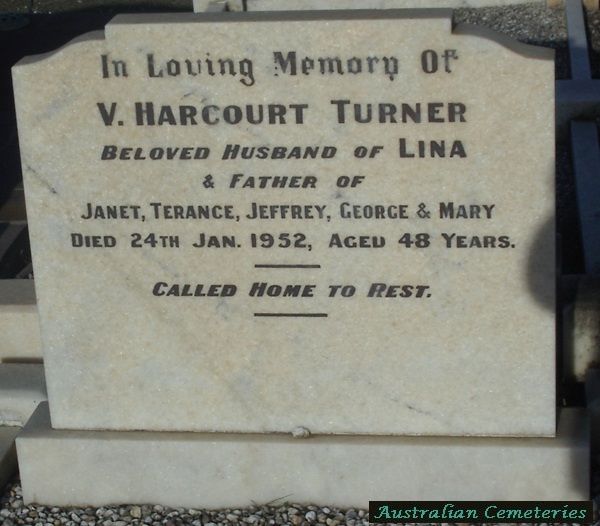 In Loving Memory Of
V. HARCOURT TURNER
BELOVED HUSBAND OF LINA
& FATHER OF
JANET, TERANCE, JEFFREY, GEORGE & MARY
DIED 24TH JAN. 1952, AGED 48 YEARS.
CALLED HOME TO REST.
Australian Cemeteries